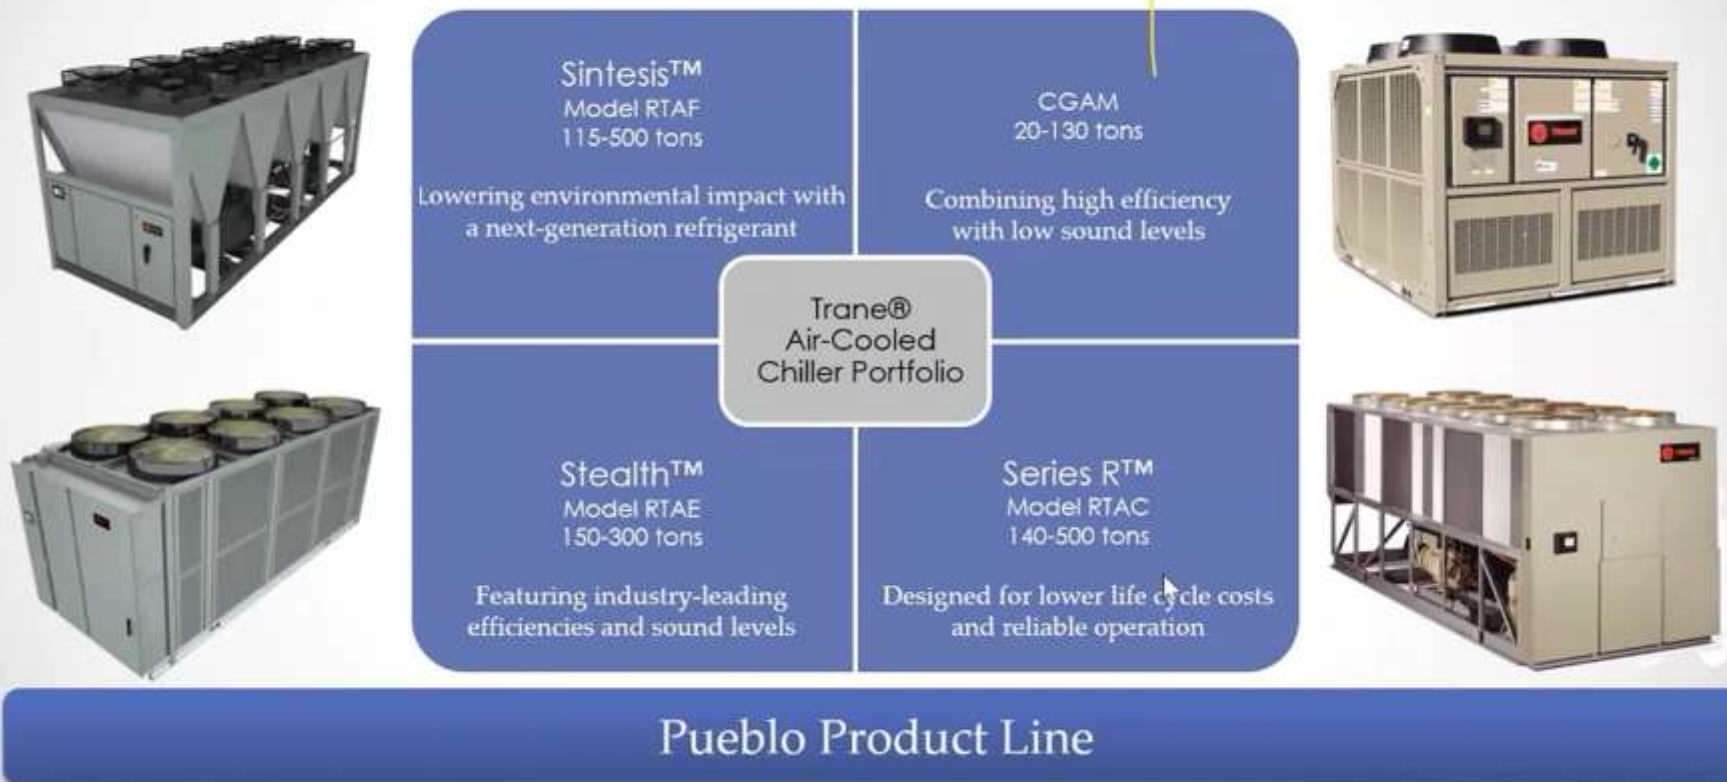 Sintesis™
Model RTAF
115-500 tons
Lowering environmental impact with
a next-generation refrigerant
CGAM
20-130 tons
Combining high efficiency
with low sound levels
Trane®
Air-Cooled
Chiller Portfolio
Stealth™
Model RTAE
150-300 tons
Featuring industry-leading
efficiencies and sound levels
Series R™
Model RTAC
140-500 tons
Designed for lower life cycle costs
and reliable operation
TRANE
Pueblo Product Line